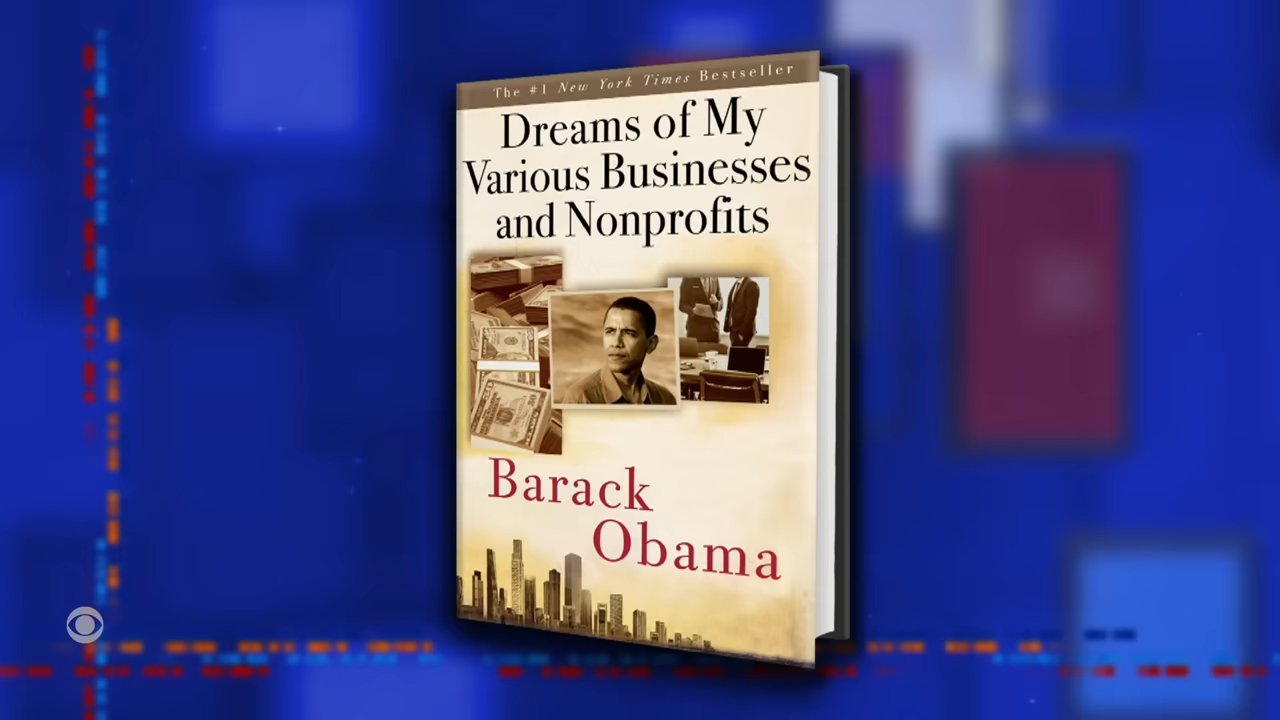 The #1 New York Times Bestseller
Dreams of My
Various Businesses
and Nonprofits
Barack
Obama